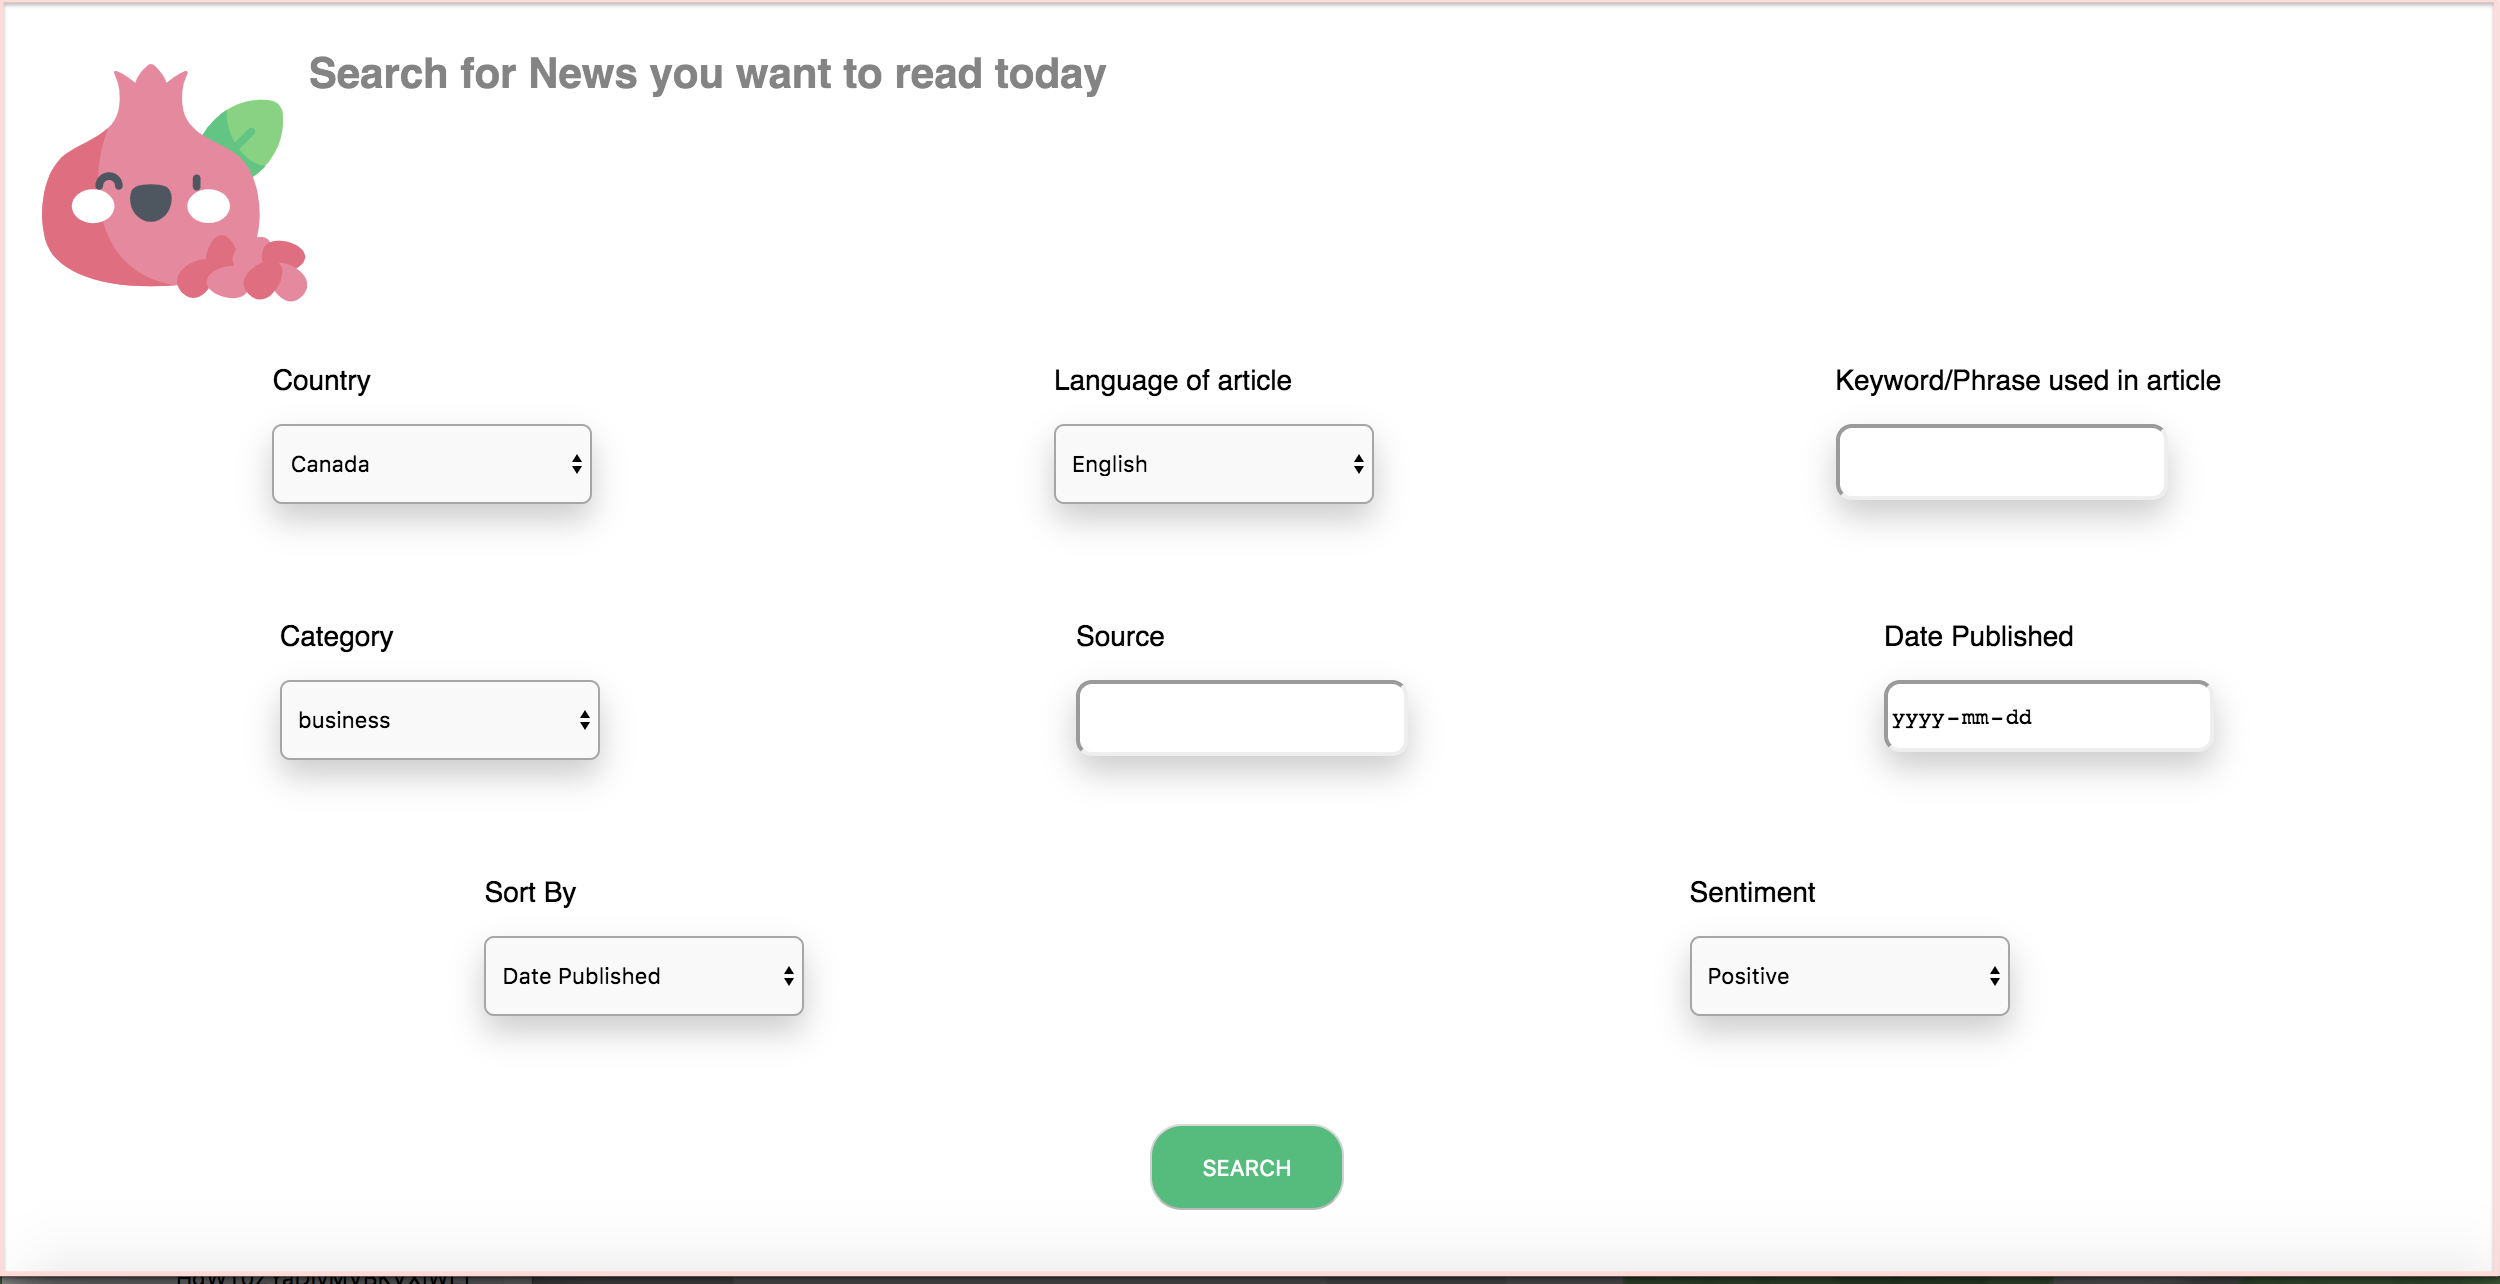 Search for News you want to read today
Country
Language of article
Keyword/Phrase used in article
Canada
English
Category
Source
Date Published
business
yyyy-mm-dd
Sort By
Sentiment
Date Published
Positive
SEARCH